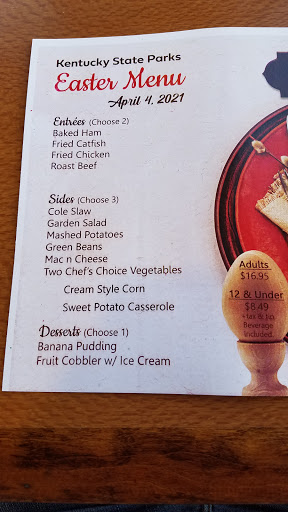 Kentucky State Parks
Easter Menu
April 4, 2021
Entrées (Choose 2)
Baked Ham
Fried Catfish
Fried Chicken
Roast Beef
Sides (Choose 3)
Cole Slaw
Garden Salad
Mashed Potatoes
Green Beans
Mac n Cheese
Two Chef's Choice Vegetables
Cream Style Corn
Sweet Potato Casserole
Desserts (Choose 1)
Banana Pudding
Fruit Cobbler w/ Ice Cream
Adults
$16.95
12 & Under
$8.49
+ tax & tip
Beverage
Included